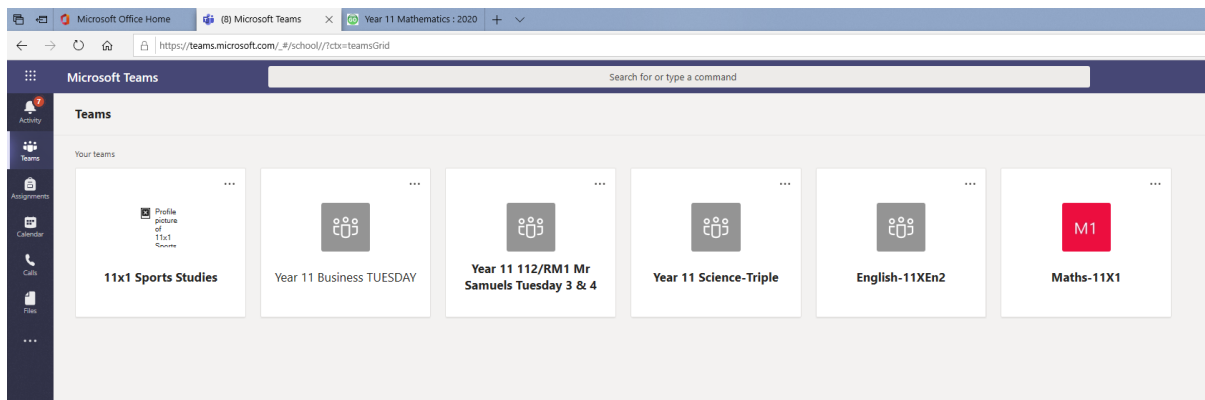 Microsoft Office Home
(8) Microsoft Teams
Year 11 Mathematics : 2020
https://teams.microsoft.com/_#/school//?ctx=teamsGrid
Microsoft Teams
Search for or type a command
7
Activity
Teams
Assignments
Calendar
Calls
Files
Teams
Your teams
Profile
picture
of
11x1
Sports
11x1 Sports Studies
Year 11 Business TUESDAY
Year 11 112/RM1 Mr
Samuels Tuesday 3 & 4
Year 11 Science-Triple
English-11XEn2
M1
Maths-11X1